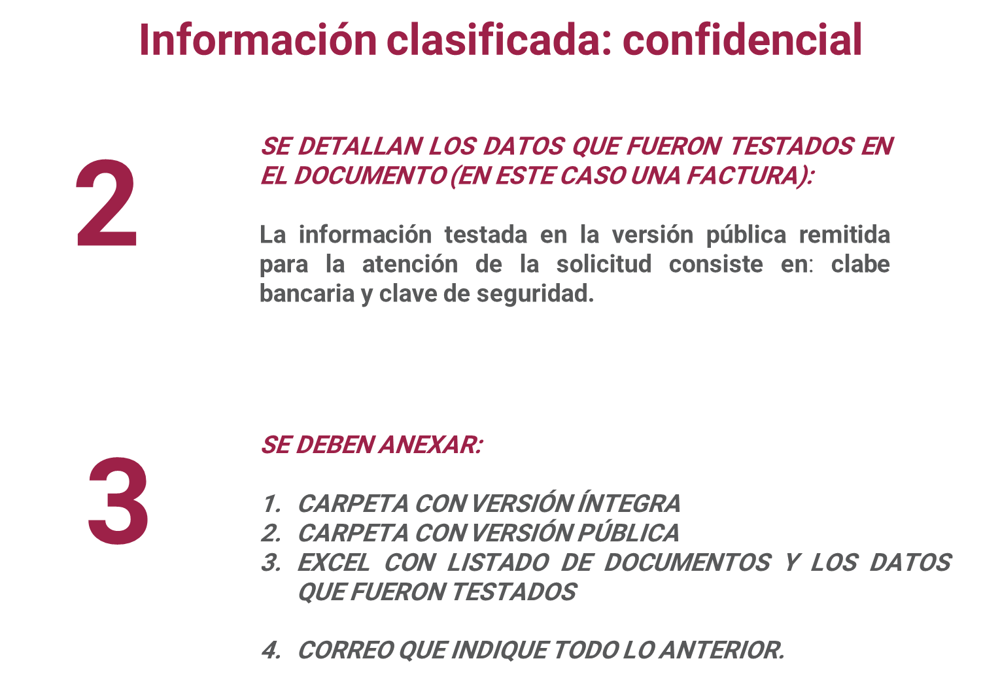 Información clasificada: confidencial
2
SE DETALLAN LOS DATOS QUE FUERON TESTADOS EN
EL DOCUMENTO (EN ESTE CASO UNA FACTURA):
La información testada en la versión pública remitida
para la atención de la solicitud consiste en: clabe
bancaria y clave de seguridad.
3
SE DEBEN ANEXAR:
1. CARPETA CON VERSIÓN ÍNTEGRA
2. CARPETA CON VERSIÓN PÚBLICA
3. EXCEL CON LISTADO DE DOCUMENTOS Y LOS DATOS
QUE FUERON TESTADOS
4. CORREO QUE INDIQUE TODO LO ANTERIOR.